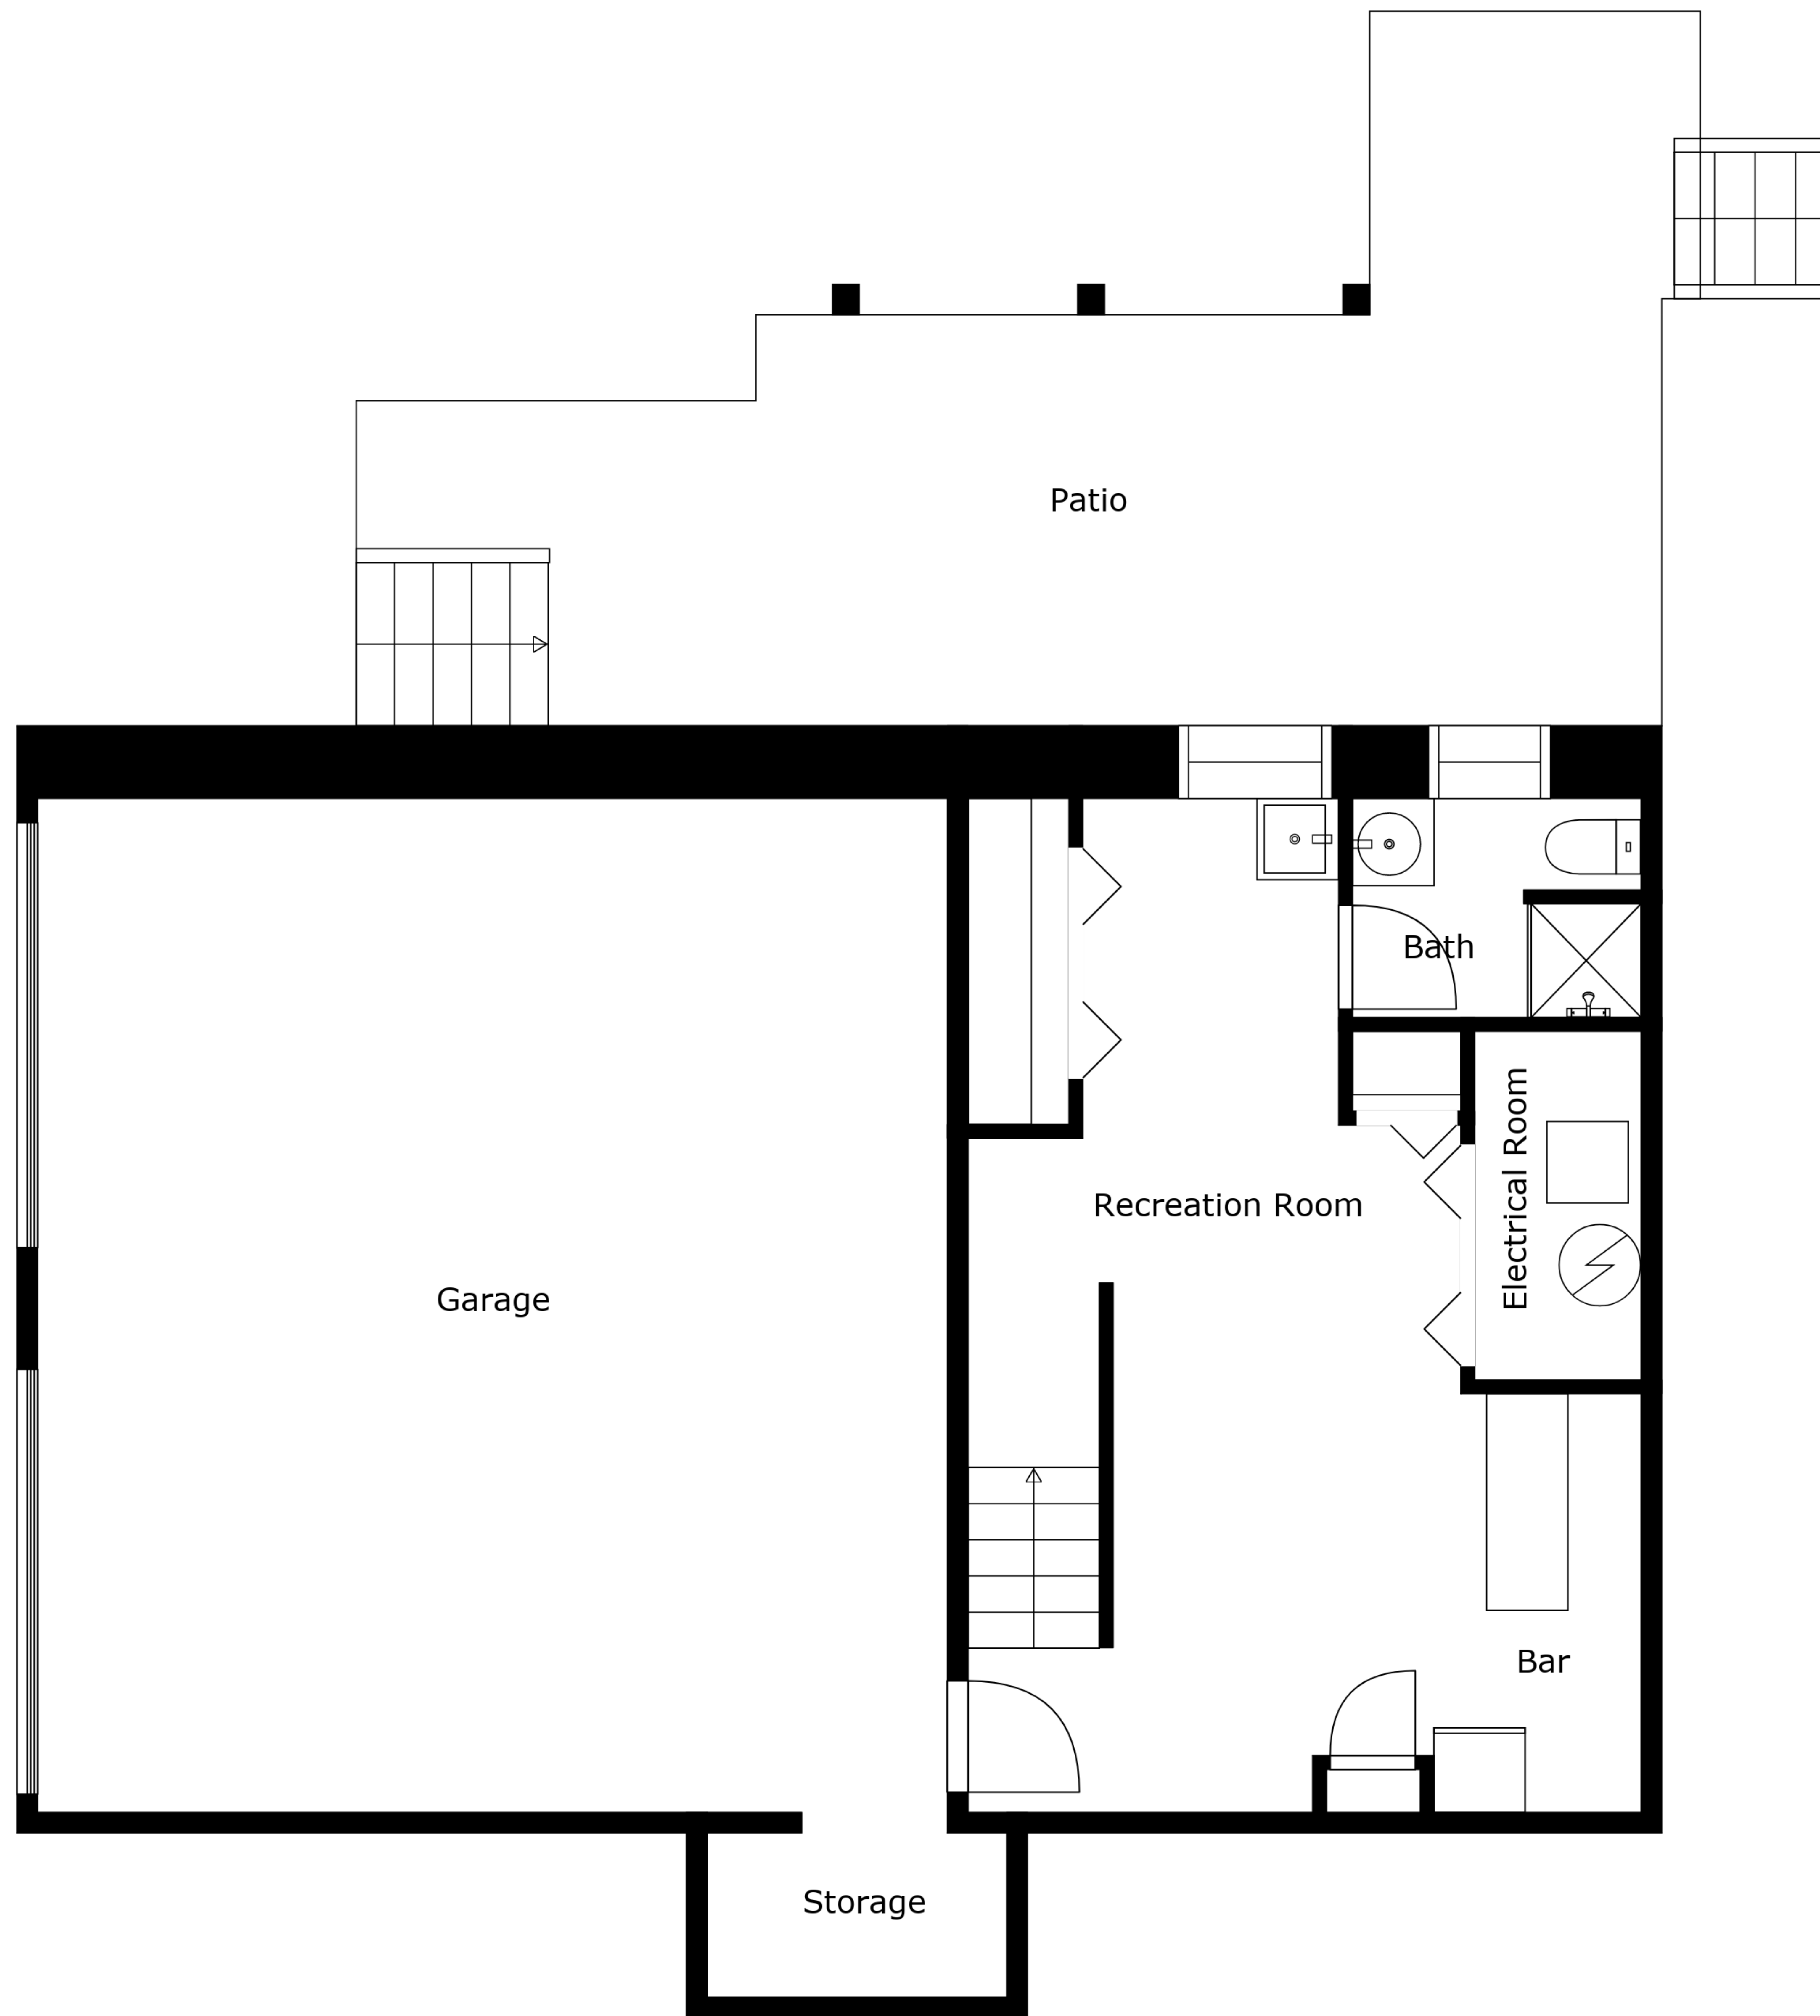 Patio
Bath
Electrical Room
Recreation Room
Garage
Bar
Storage